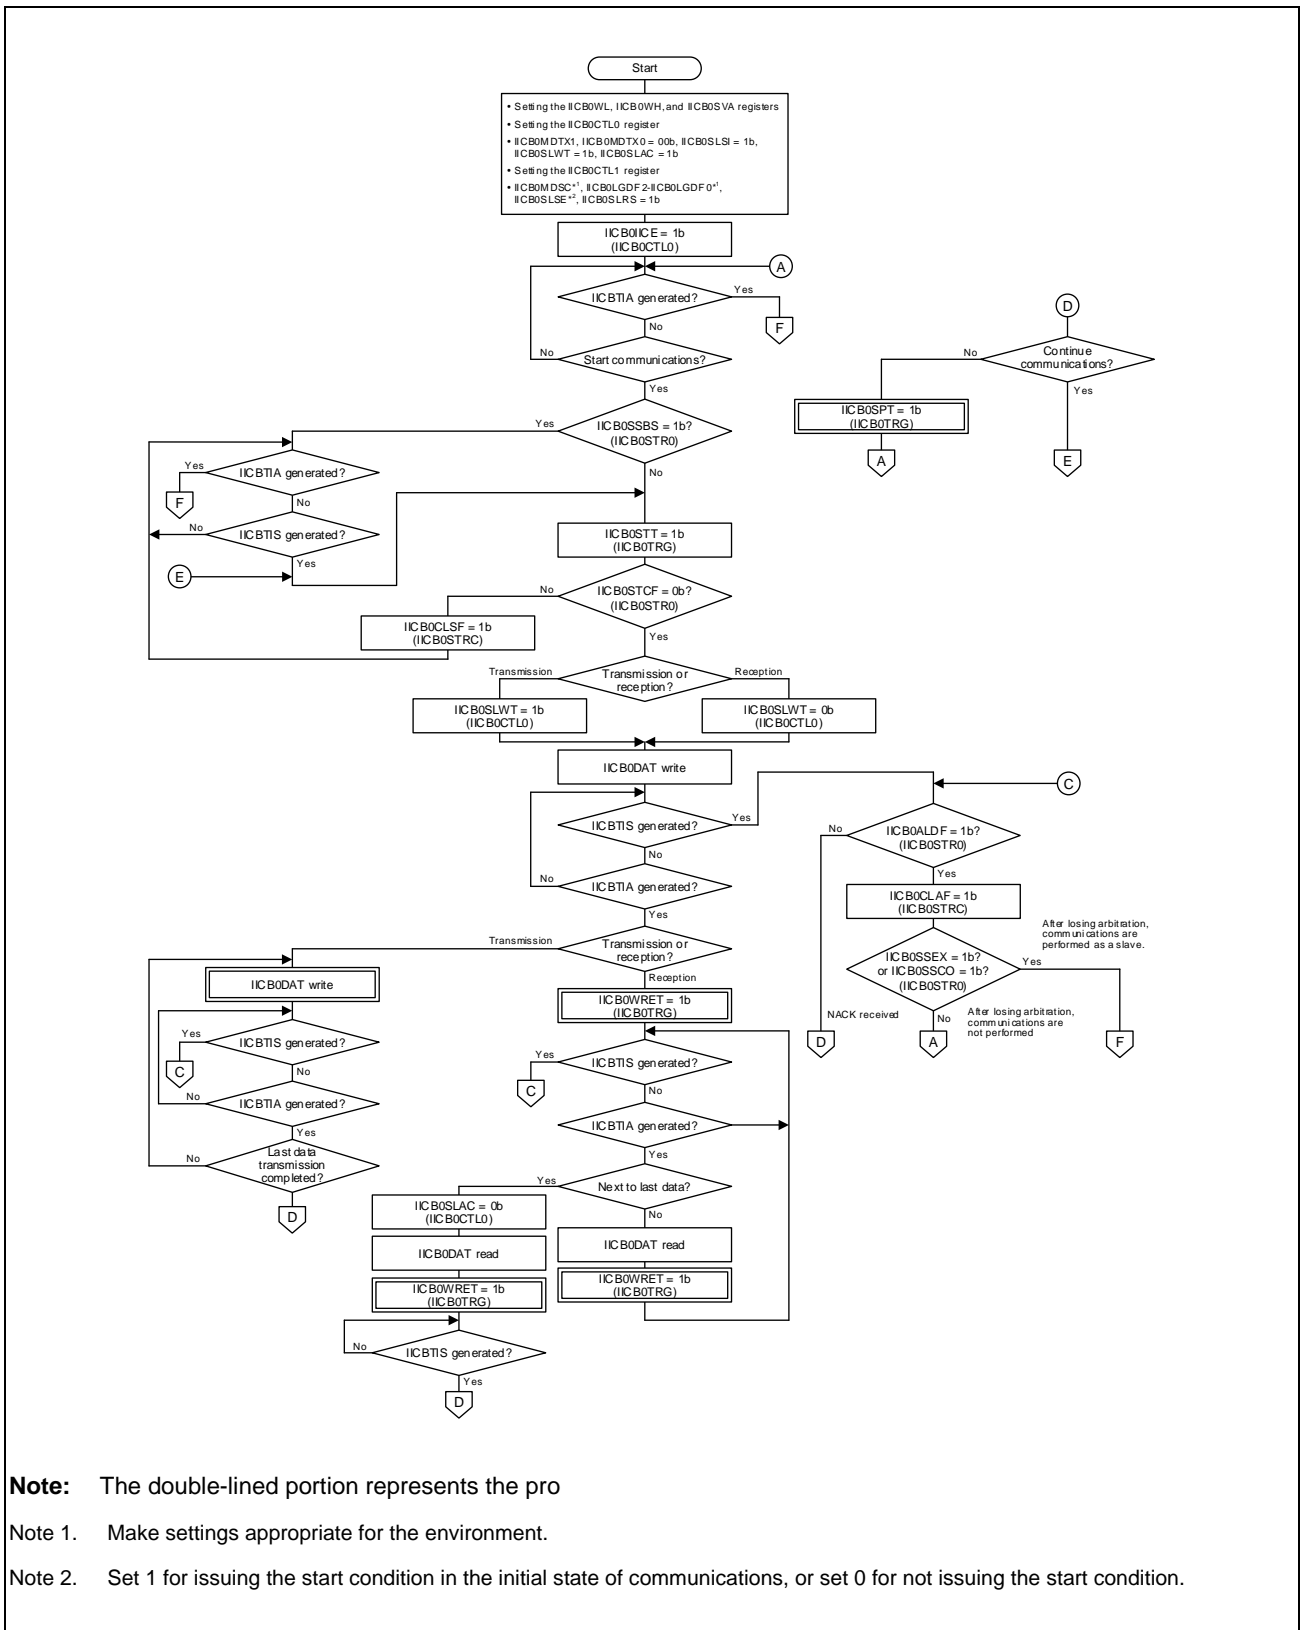 Start
• Setting the IICB0WL, IICB0WH, and IICB0SVA registers
• Setting the IICB0CTL0 register
• IICB0MDTX1, IICB0MDTX0 = 00b, IICB0SLSI = 1b,
IICB0SLWT = 1b, IICB0SLAC = 1b
• Setting the IICB0CTL1 register
• IICB0MDSC*1, IICB0LGDF2-IICB0LGDF0*1,
IICB0SLSE*2, IICB0SLRS = 1b
IICB0IICE = 1b
(IICB0CTL0)
A
IICBTIA generated?
Yes
F
No
Start communications?
No
Yes
D
Continue
communications?
No
Yes
IICB0SPT = 1b
(IICB0TRG)
A
E
IICB0SSBS = 1b?
(IICB0STR0)
Yes
No
IICBTIA generated?
Yes
F
No
IICBTIS generated?
No
Yes
E
IICB0STT = 1b
(IICB0TRG)
IICB0STCF = 0b?
(IICB0STR0)
No
Yes
IICB0CLSF = 1b
(IICB0STRC)
Transmission or
reception?
Transmission
Reception
IICB0SLWT = 1b
(IICB0CTL0)
IICB0SLWT = 0b
(IICB0CTL0)
IICB0DAT write
IICBTIS generated?
Yes
No
IICBTIA generated?
No
Yes
C
IICB0ALDF = 1b?
(IICB0STR0)
No
Yes
IICB0CLAF = 1b
(IICB0STRC)
After losing arbitration,
communications are
performed as a slave.
IICB0SSEX = 1b?
or IICB0SSCO = 1b?
(IICB0STR0)
Yes
No
NACK received
After losing arbitration,
communications are
not performed
D
A
F
Transmission or
reception?
Transmission
Reception
IICB0DAT write
IICBTIS generated?
Yes
C
No
IICBTIA generated?
No
Yes
Last data
transmission
completed?
No
D
IICB0WRET = 1b
(IICB0TRG)
IICBTIS generated?
Yes
C
No
IICBTIA generated?
Yes
Next to last data?
Yes
No
IICB0SLAC = 0b
(IICB0CTL0)
IICB0DAT read
IICB0WRET = 1b
(IICB0TRG)
IICB0DAT read
IICB0WRET = 1b
(IICB0TRG)
IICBTIS generated?
No
Yes
D
Note: The double-lined portion represents the pro
Note 1. Make settings appropriate for the environment.
Note 2. Set 1 for issuing the start condition in the initial state of communications, or set 0 for not issuing the start condition.